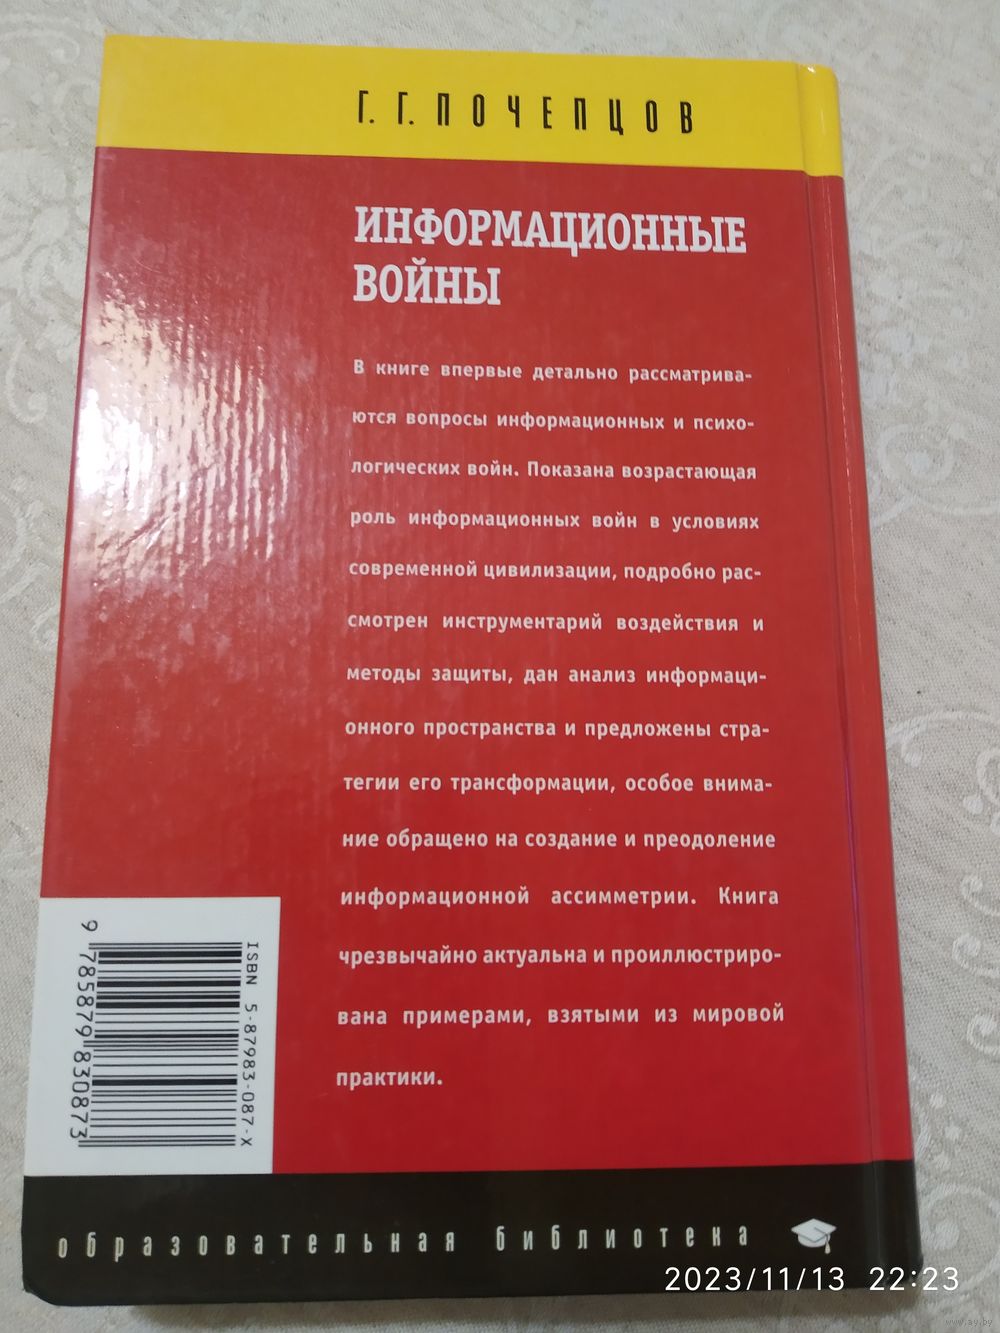 Г. Г. ПОЧЕПЦОВ
ИНФОРМАЦИОННЫЕ
ВОЙНЫ
В книге впервые детально рассматрива-
ются вопросы информационных и психо-
логических войн. Показана возрастающая
роль информационных войн в условиях
современной цивилизации, подробно рас-
смотрен инструментарий воздействия и
методы защиты, дан анализ информаци-
онного пространства и предложены стра-
тегии его трансформации, особое внима-
ние обращено на создание и преодоление
информационной ассимметрии. Книга
чрезвычайно актуальна и проиллюстриро-
вана примерами, взятыми из мировой
практики.
ISBN 5-87983-087-X
9 785879 830873
образовательная библиотека
2023/11/13 22:23
www.ay.by